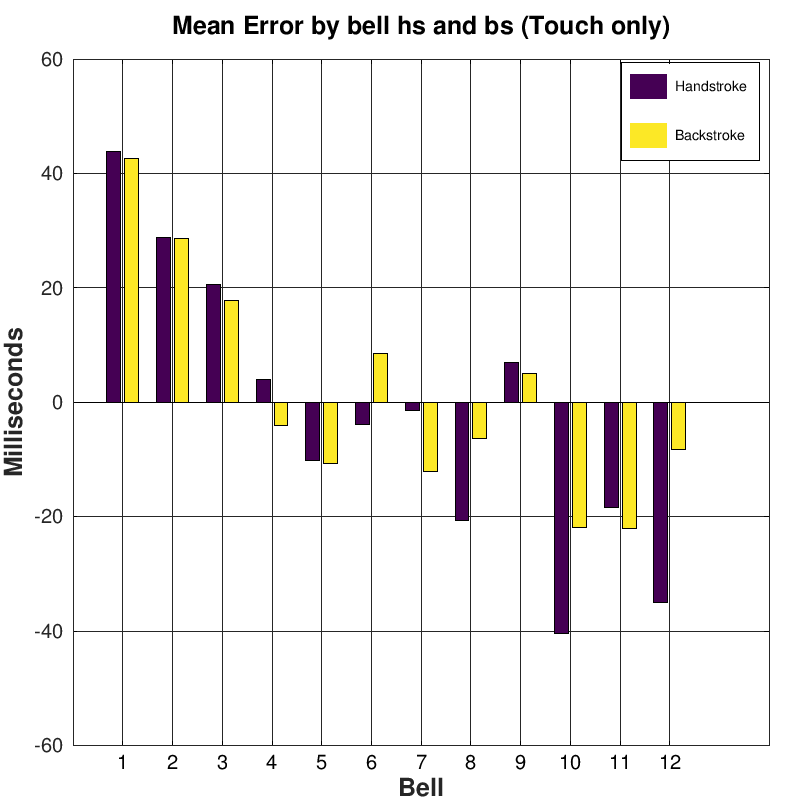 Mean Error by bell hs and bs (Touch only)
60
40
20
0
-20
-40
-60
Milliseconds
Handstroke
Backstroke
1 2 3 4 5 6 7 8 9 10 11 12
Bell